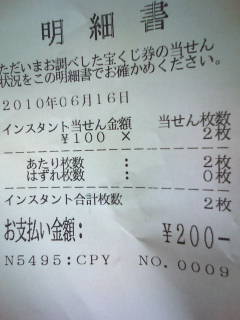 明細書
ただいまお調べした宝くじ券の当せん
状況をこの明細書でお確かめください。
2010年06月16日
インスタント当せん金額 当せん枚数
¥100 × 2枚
あたり枚数 : 2枚
はずれ枚数 : 0枚
インスタント合計枚数 2枚
お支払い金額: ¥200-
N5495:CPY NO.0009